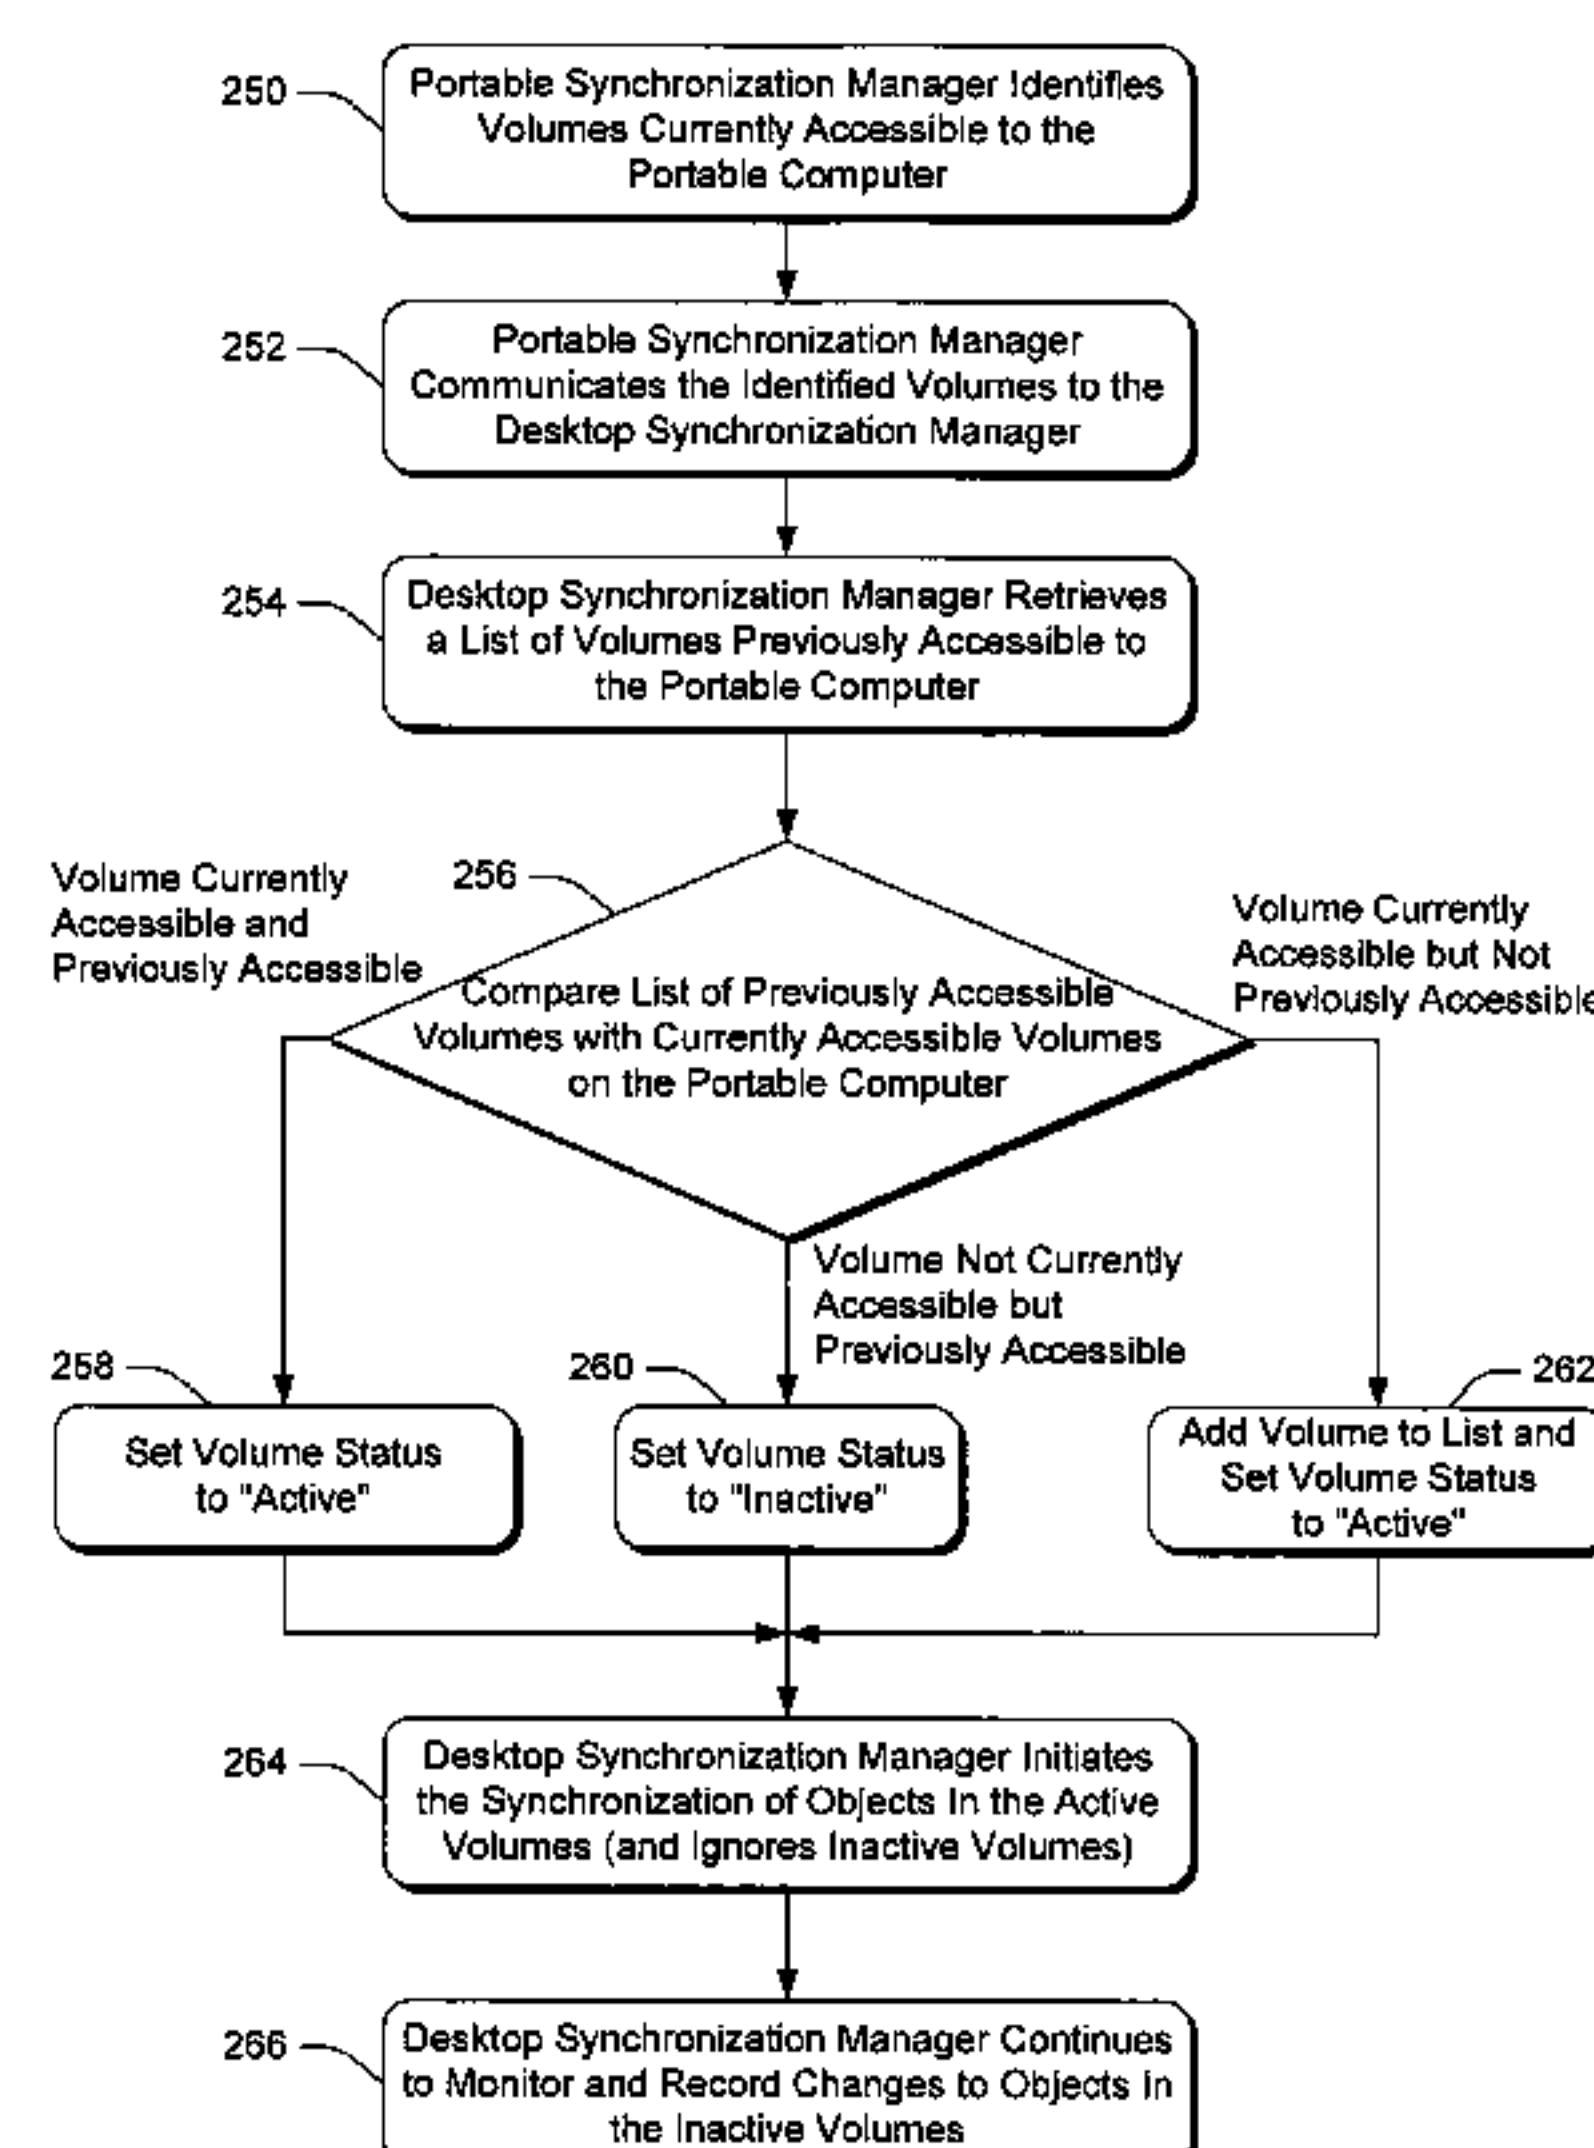 250
Portable Synchronization Manager Identifies
Volumes Currently Accessible to the
Portable Computer
252
Portable Synchronization Manager
Communicates the Identified Volumes to the
Desktop Synchronization Manager
254
Desktop Synchronization Manager Retrieves
a List of Volumes Previously Accessible to
the Portable Computer
Volume Currently
Accessible and
Previously Accessible
256
Volume Currently
Accessible but Not
Previously Accessible
Compare List of Previously Accessible
Volumes with Currently Accessible Volumes
on the Portable Computer
Volume Not Currently
Accessible but
Previously Accessible
258
260
262
Set Volume Status
to "Active"
Set Volume Status
to "Inactive"
Add Volume to List and
Set Volume Status
to "Active"
264
Desktop Synchronization Manager Initiates
the Synchronization of Objects In the Active
Volumes (and Ignores Inactive Volumes)
266
Desktop Synchronization Manager Continues
to Monitor and Record Changes to Objects in
the Inactive Volumes